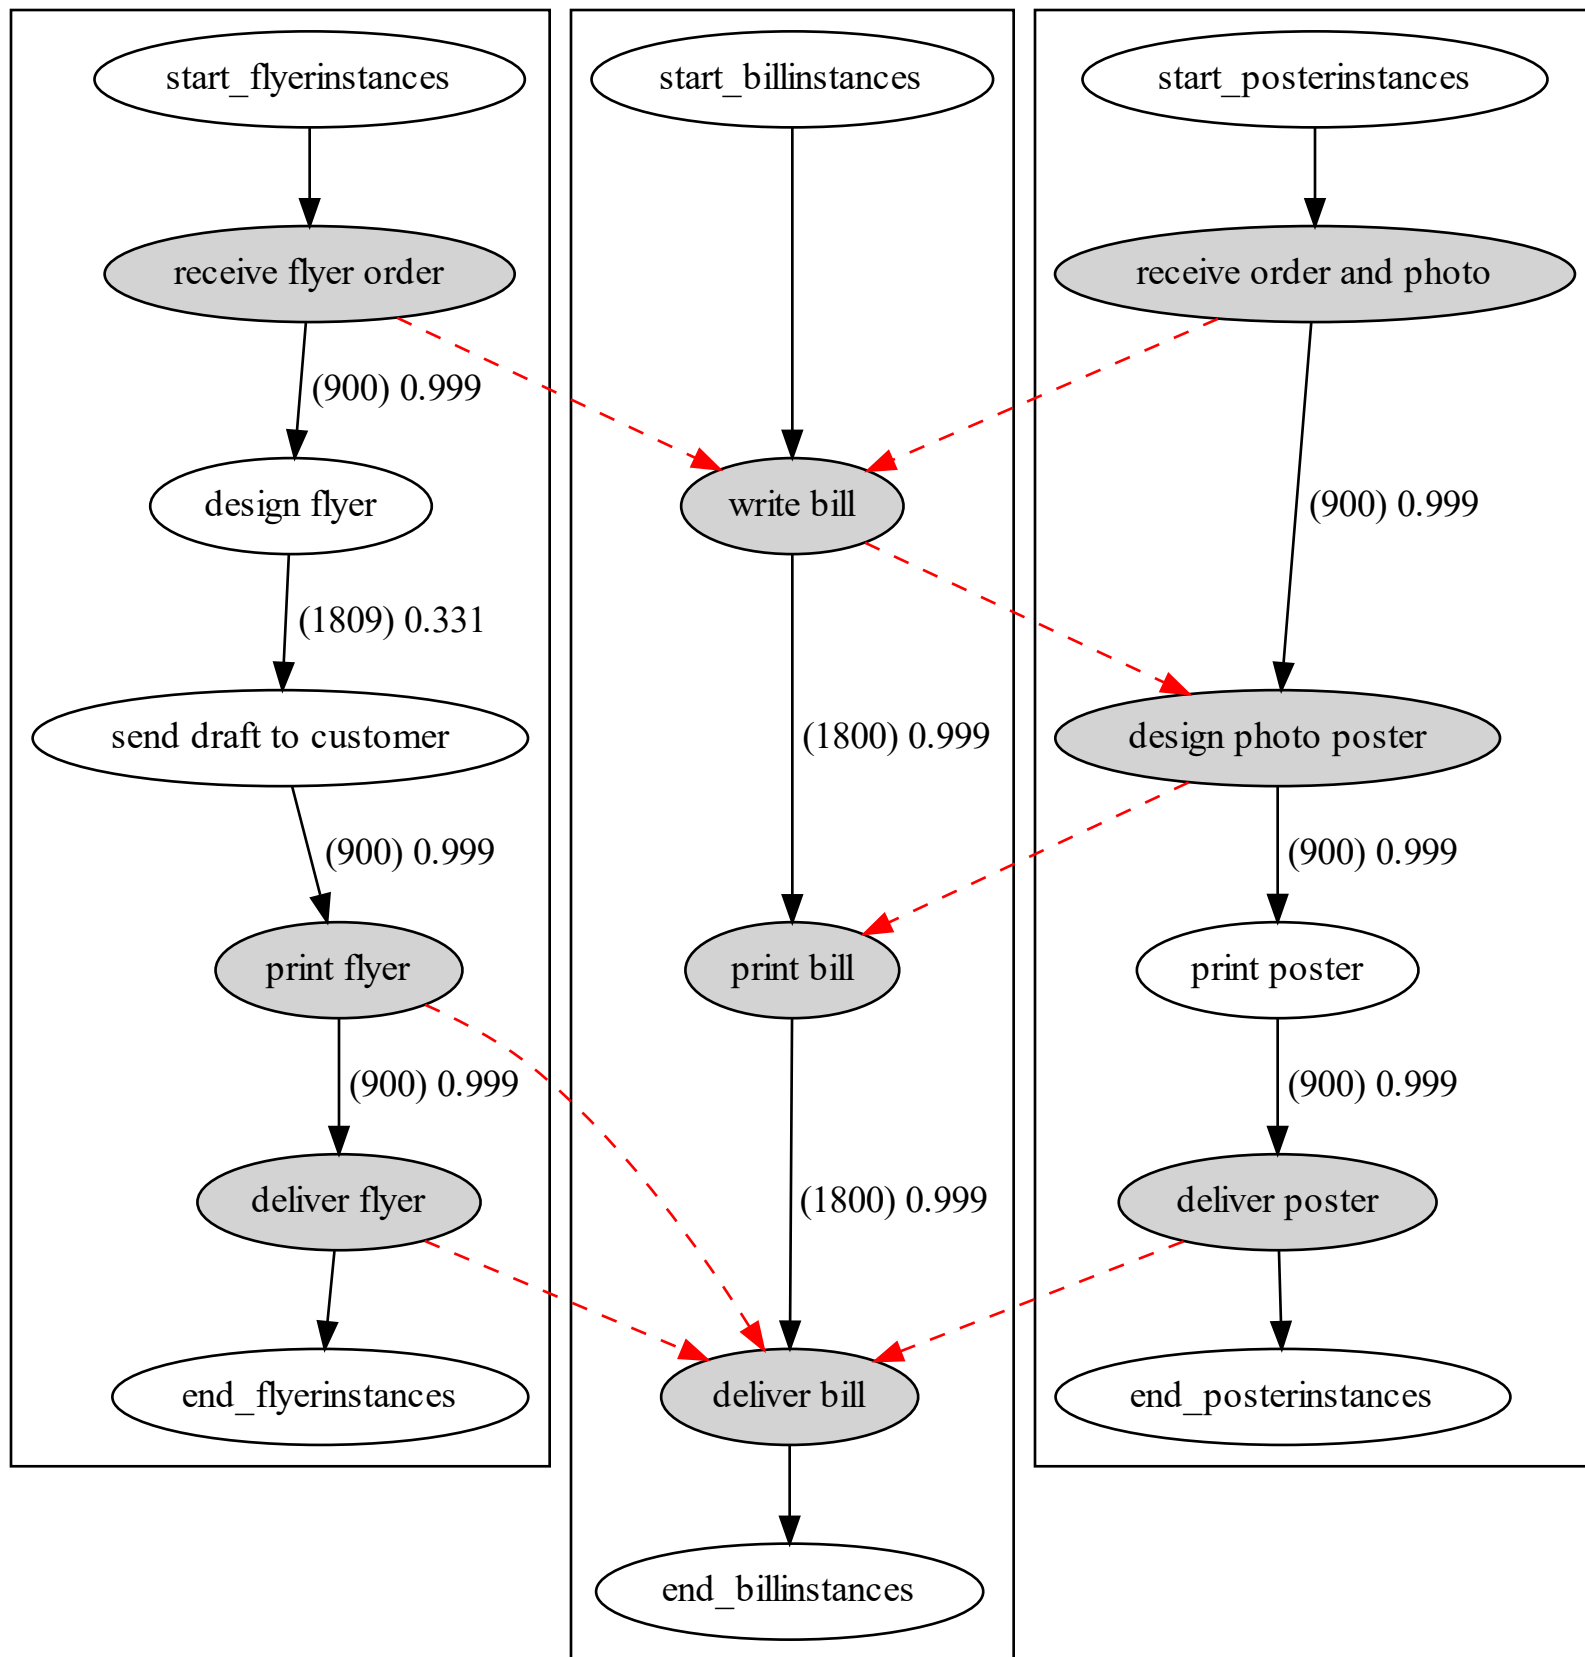 start_flyerinstances
receive flyer order
(900) 0.999
design flyer
(1809) 0.331
send draft to customer
(900) 0.999
print flyer
(900) 0.999
deliver flyer
end_flyerinstances
start_billinstances
write bill
(1800) 0.999
print bill
(1800) 0.999
deliver bill
end_billinstances
start_posterinstances
receive order and photo
(900) 0.999
design photo poster
(900) 0.999
print poster
(900) 0.999
deliver poster
end_posterinstances